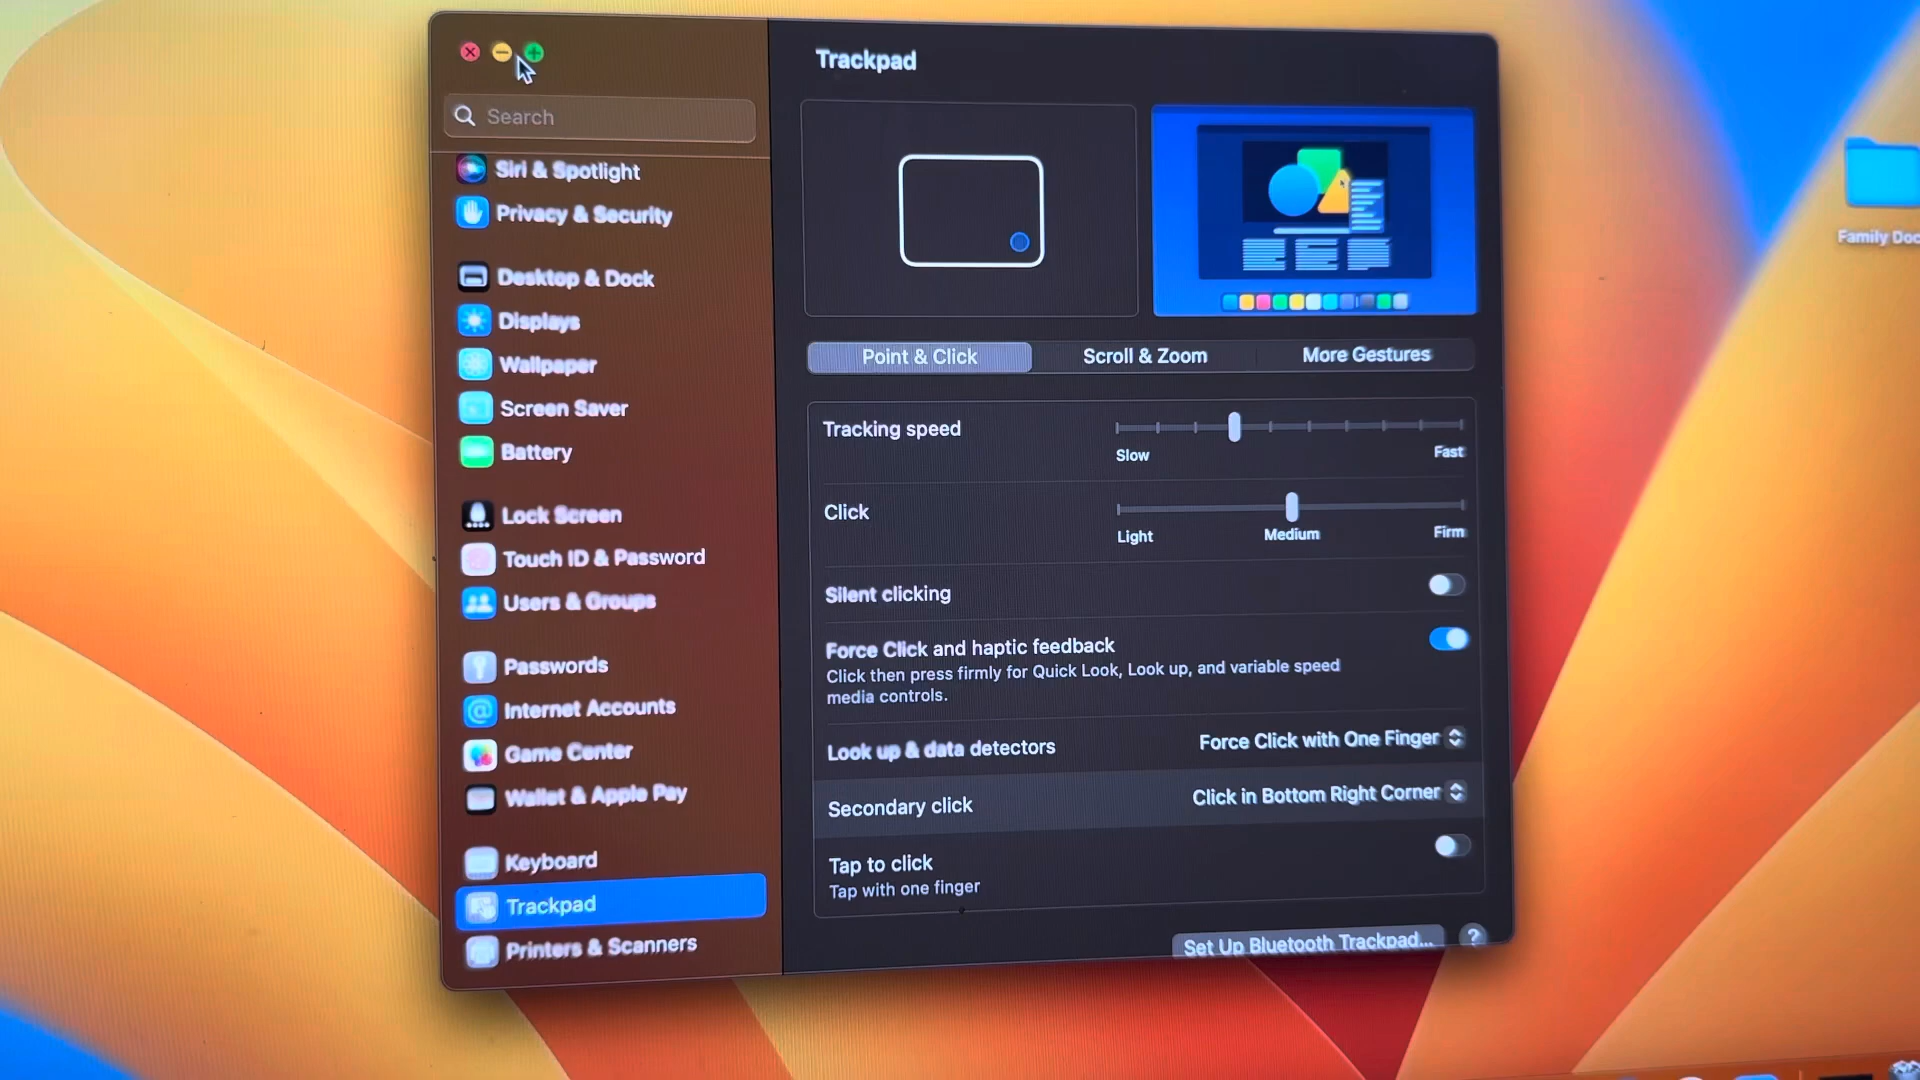 Search
Siri & Spotlight
Privacy & Security
Desktop & Dock
Displays
Wallpaper
Screen Saver
Battery
Lock Screen
Touch ID & Password
Users & Groups
Passwords
Internet Accounts
Game Center
Wallet & Apple Pay
Keyboard
Trackpad
Printers & Scanners
Trackpad
Point & Click
Scroll & Zoom
More Gestures
Tracking speed
Slow
Fast
Click
Light
Medium
Firm
Silent clicking
Force Click and haptic feedback
Click then press firmly for Quick Look, Look up, and variable speed
media controls.
Look up & data detectors
Force Click with One Finger
Secondary click
Click in Bottom Right Corner
Tap to click
Tap with one finger
Set Up Bluetooth Trackpad...
?
Family Doc